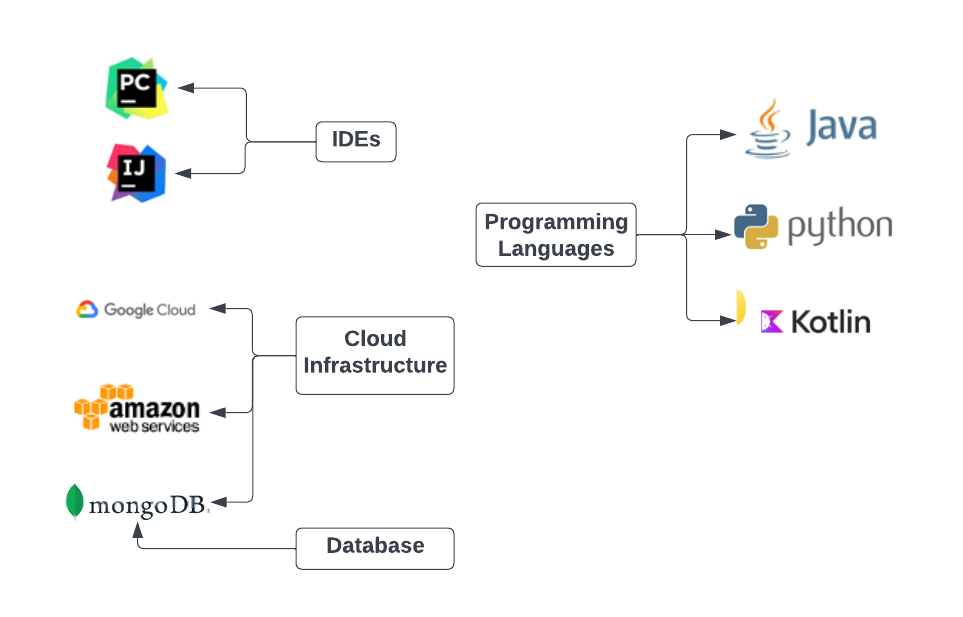 PC
IDEs
IJ
Java
Programming
Languages
python
Google Cloud
Cloud
Infrastructure
Kotlin
amazon
web services
mongoDB
Database